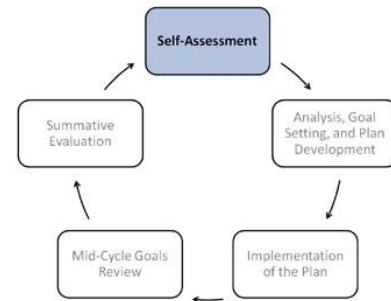 Self-Assessment
Analysis, Goal
Setting, and Plan
Development
Implementation
of the Plan
Mid-Cycle Goals
Review
Summative
Evaluation